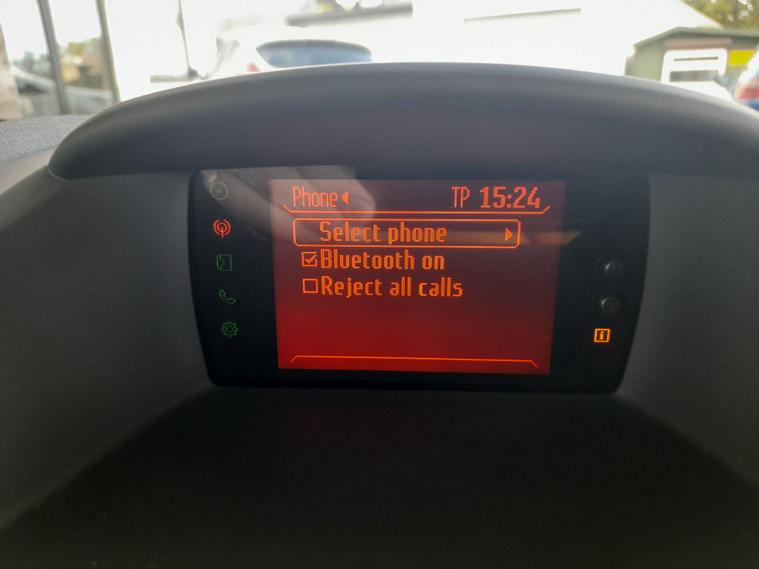 Phone TP 15:24
Select phone
Bluetooth on
Reject all calls